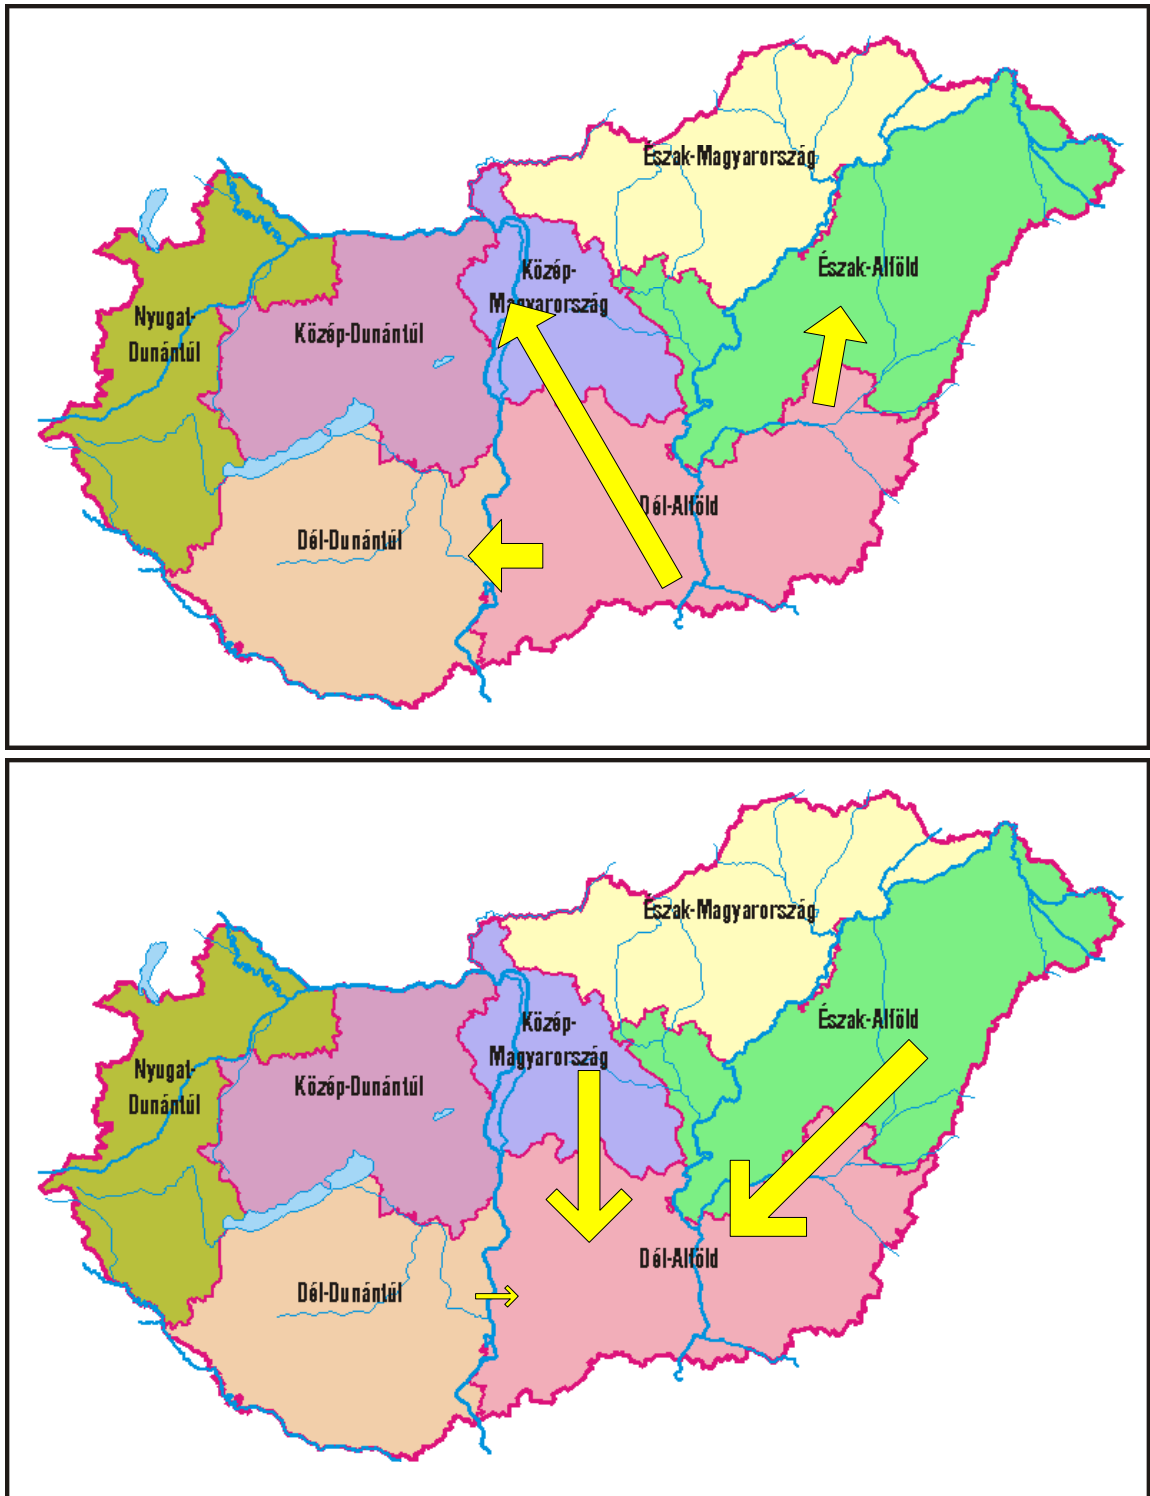 Észak-Magyarország
Közép-
Magyarország
Észak-Alföld
Nyugat-
Dunántúl
Közép-Dunántúl
Dél-Alföld
Dél-Dunántúl
Észak-Magyarország
Közép-
Magyarország
Észak-Alföld
Nyugat-
Dunántúl
Közép-Dunántúl
Dél-Alföld
Dél-Dunántúl